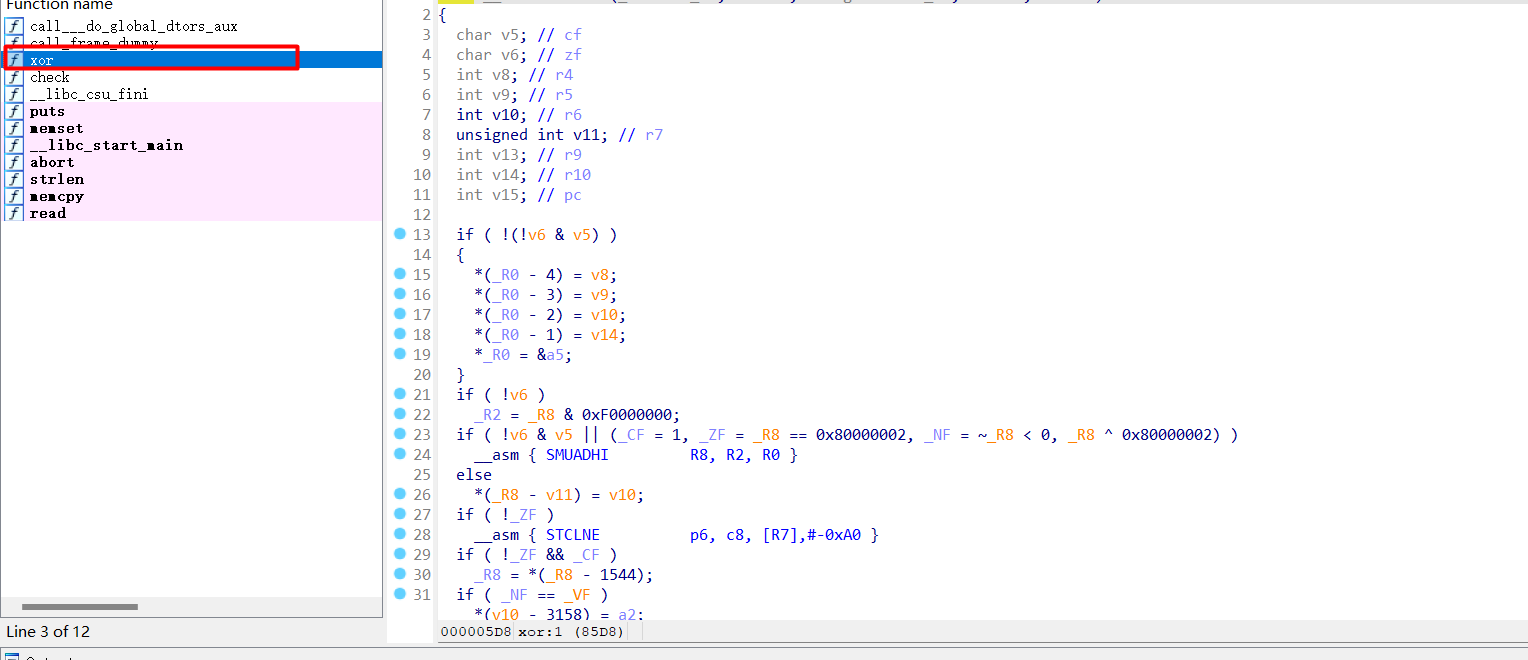 Function name
call___do_global_dtors_aux
call_frame_dummy
xor
check
__libc_csu_fini
puts
memset
__libc_start_main
abort
strlen
memcpy
read
Line 3 of 12
2 {
3 char v5; // cf
4 char v6; // zf
5 int v8; // r4
6 int v9; // r5
7 int v10; // r6
8 unsigned int v11; // r7
9 int v13; // r9
10 int v14; // r10
11 int v15; // pc
12
13 if ( !(!v6 & v5) )
14 {
15 *(_R0 - 4) = v8;
16 *(_R0 - 3) = v9;
17 *(_R0 - 2) = v10;
18 *(_R0 - 1) = v14;
19 *_R0 = &a5;
20 }
21 if ( !v6 )
22 _R2 = _R8 & 0xF0000000;
23 if ( !v6 & v5 || (_CF = 1, _ZF = _R8 == 0x80000002, _NF = ~_R8 < 0, _R8 ^ 0x80000002) )
24 __asm { SMUADHI R8, R2, R0 }
25 else
26 *(_R8 - v11) = v10;
27 if ( !_ZF )
28 __asm { STCLNE p6, c8, [R7],#-0xA0 }
29 if ( !_ZF && _CF )
30 _R8 = *(_R8 - 1544);
31 if ( _NF == _VF )
*(v10 - 3158) = a2;
000005D8 xor:1 (85D8)